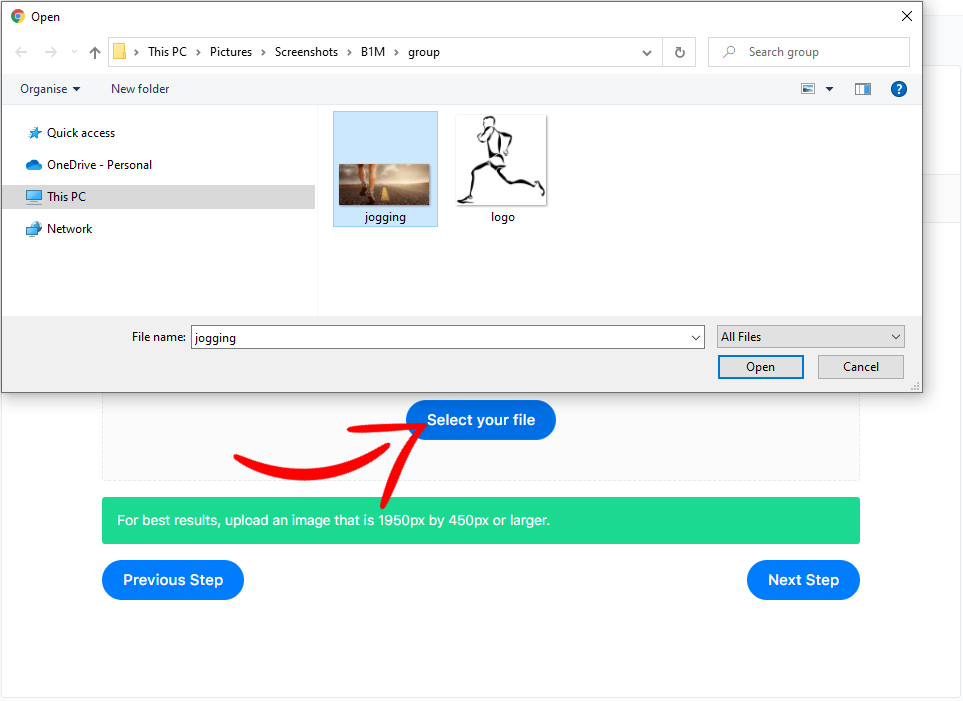 Open
This PC > Pictures > Screenshots > B1M > group
Search group
Organise
New folder
?
Quick access
OneDrive - Personal
This PC
Network
jogging
logo
File name: jogging
All Files
Open
Cancel
Select your file
For best results, upload an image that is 1950px by 450px or larger.
Previous Step
Next Step